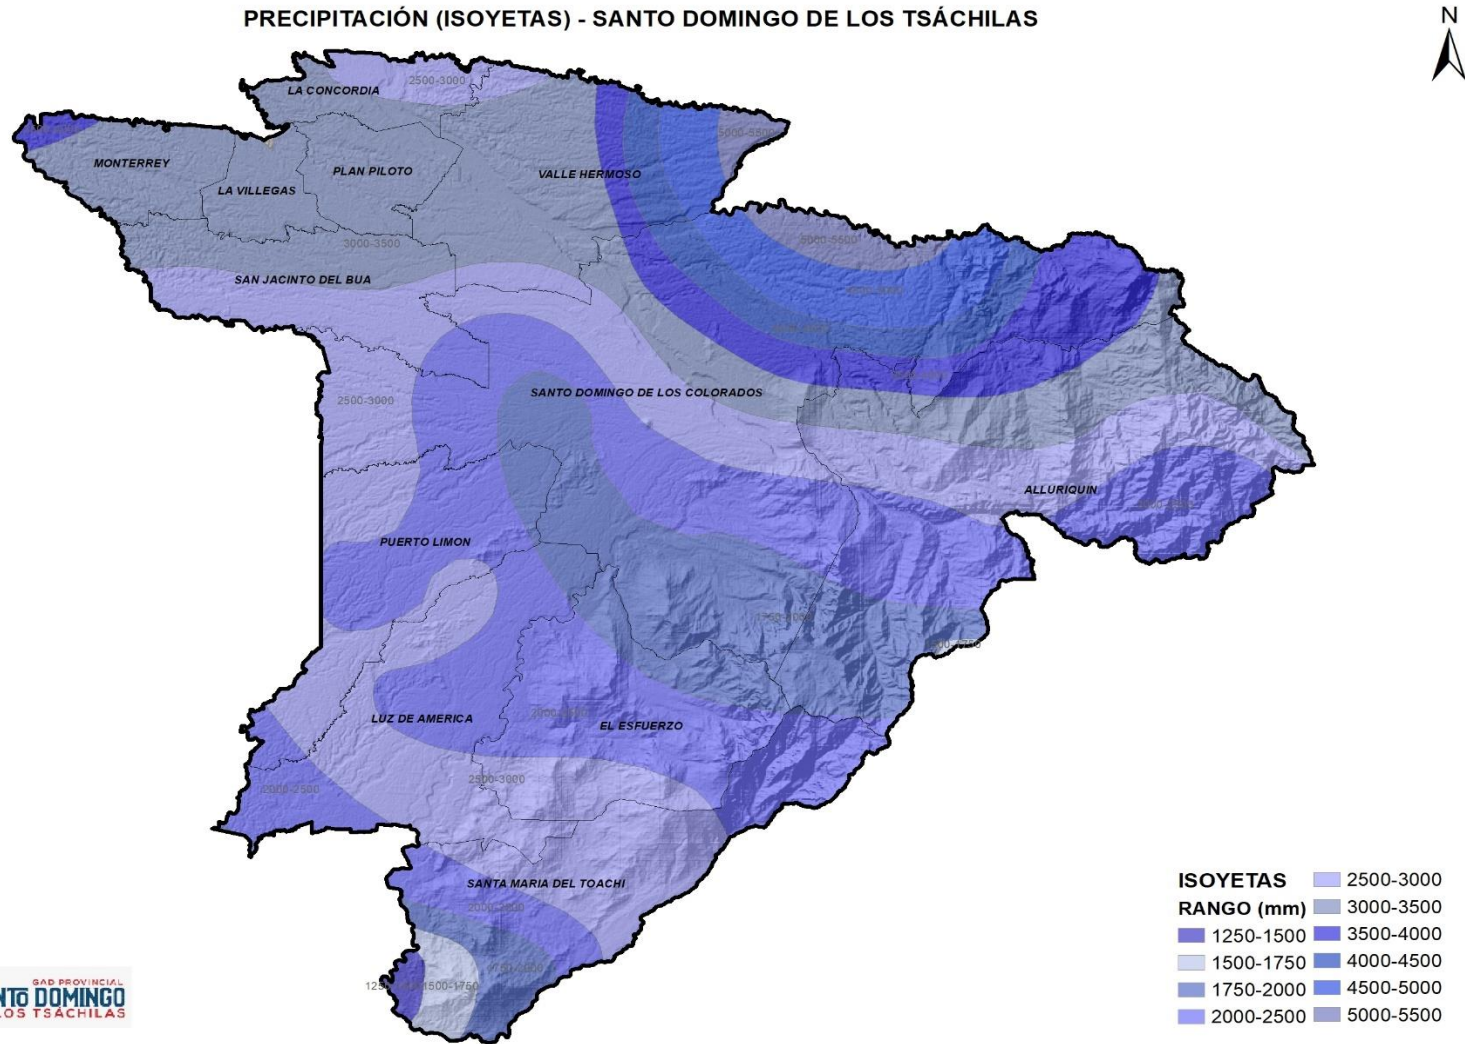 PRECIPITACIÓN (ISOYETAS) - SANTO DOMINGO DE LOS TSÁCHILAS
N
2500-3000
LA CONCORDIA
5000-5500
MONTERREY
PLAN PILOTO
VALLE HERMOSO
LA VILLEGAS
3000-3500
5000-5500
SAN JACINTO DEL BUA
SANTO DOMINGO DE LOS COLORADOS
2500-3000
ALLURIQUIN
PUERTO LIMON
1750-2000
LUZ DE AMERICA
EL ESFUERZO
2500-3000
2000-2500
SANTA MARIA DEL TOACHI
2000-2500
1500-1750
ISOYETAS
RANGO (mm)
1250-1500
1500-1750
1750-2000
2000-2500
2500-3000
3000-3500
3500-4000
4000-4500
4500-5000
5000-5500
GAD PROVINCIAL
NTO DOMINGO
LOS TSÁCHILAS